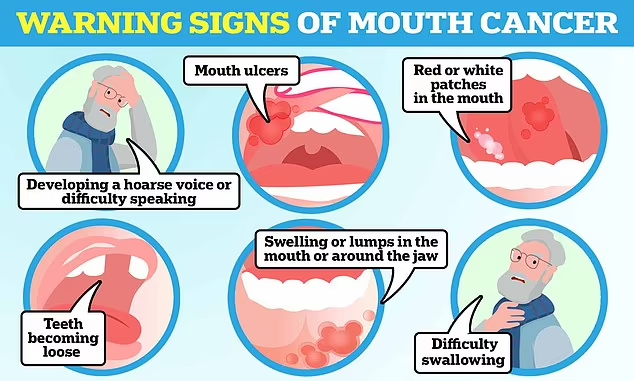 WARNING SIGNS OF MOUTH CANCER
Mouth ulcers
Red or white
patches
in the mouth
Developing a hoarse voice or
difficulty speaking
Swelling or lumps in the
mouth or around the jaw
Teeth
becoming
loose
Difficulty
swallowing